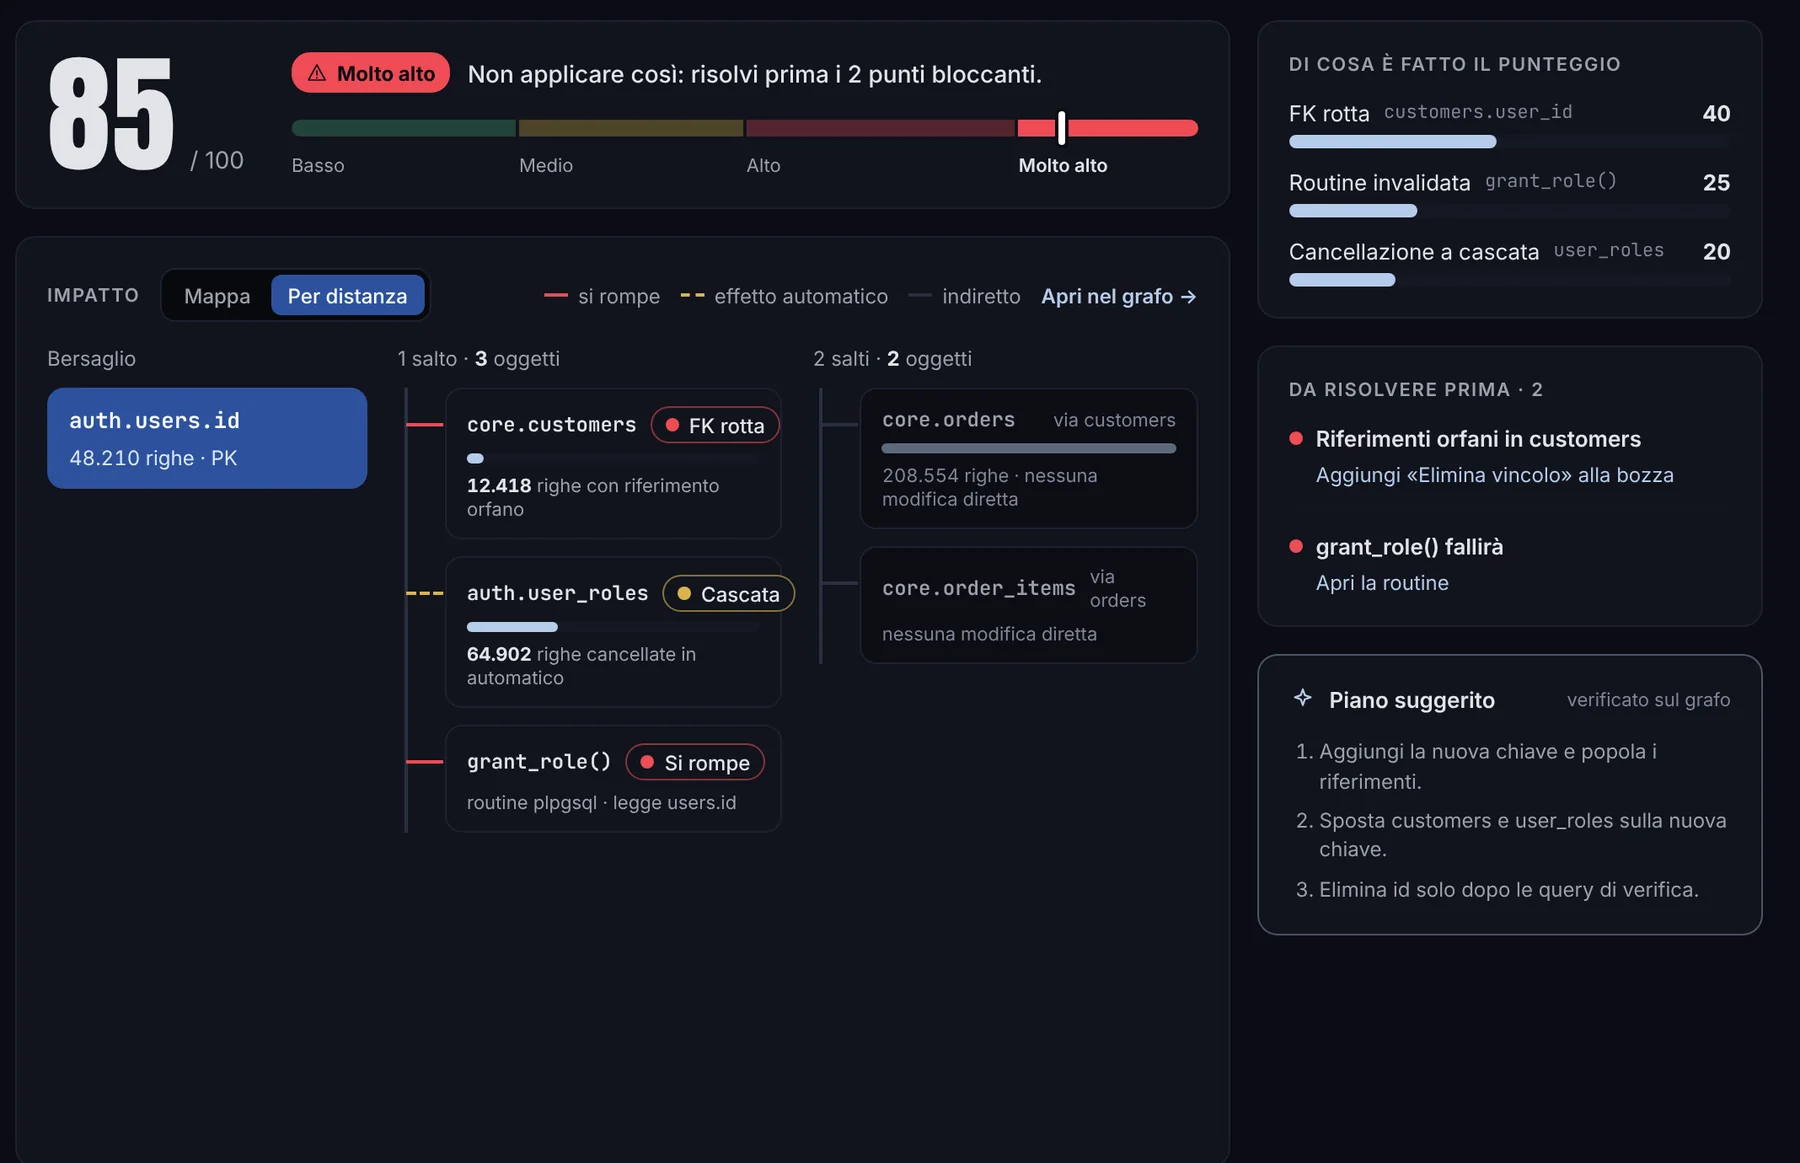 85 / 100
Molto alto
Non applicare così: risolvi prima i 2 punti bloccanti.
Basso
Medio
Alto
Molto alto
IMPATTO
Mappa
Per distanza
si rompe
effetto automatico
indiretto
Apri nel grafo →
Bersaglio
auth.users.id
48.210 righe · PK
1 salto · 3 oggetti
core.customers
FK rotta
12.418 righe con riferimento
orfano
auth.user_roles
Cascata
64.902 righe cancellate in
automatico
grant_role()
Si rompe
routine plpgsql · legge users.id
2 salti · 2 oggetti
core.orders
via customers
208.554 righe · nessuna
modifica diretta
core.order_items
via
orders
nessuna modifica diretta
DI COSA È FATTO IL PUNTEGGIO
FK rotta customers.user_id 40
Routine invalidata grant_role() 25
Cancellazione a cascata user_roles 20
DA RISOLVERE PRIMA · 2
Riferimenti orfani in customers
Aggiungi «Elimina vincolo» alla bozza
grant_role() fallirà
Apri la routine
Piano suggerito
verificato sul grafo
1. Aggiungi la nuova chiave e popola i
riferimenti.
2. Sposta customers e user_roles sulla nuova
chiave.
3. Elimina id solo dopo le query di verifica.